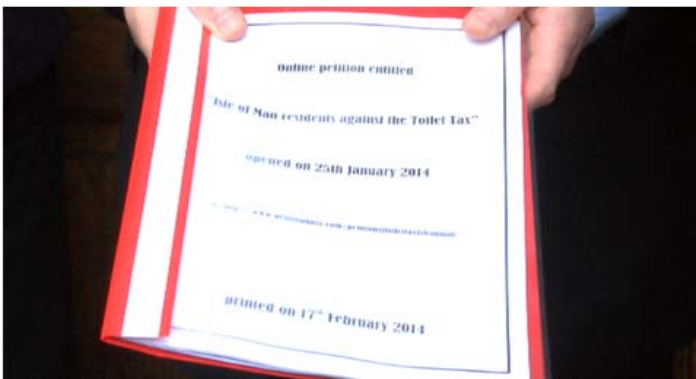 Online petition entitled
"Isle of Man residents against the Toilet Tax"
opened on 25th January 2014
printed on 17th February 2014